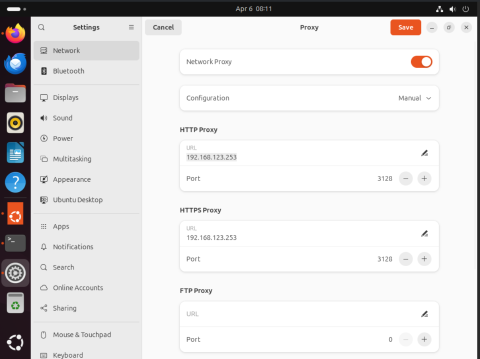 Apr 6 08:11
Settings
Cancel
Proxy
Save
Network
Bluetooth
Displays
Sound
Power
Multitasking
Appearance
Ubuntu Desktop
Apps
Notifications
Search
Online Accounts
Sharing
Mouse & Touchpad
Keyboard
Network Proxy
Configuration Manual
HTTP Proxy
URL
192.168.123.253
Port 3128 − +
HTTPS Proxy
URL
192.168.123.253
Port 3128 − +
FTP Proxy
URL
Port 0 − +